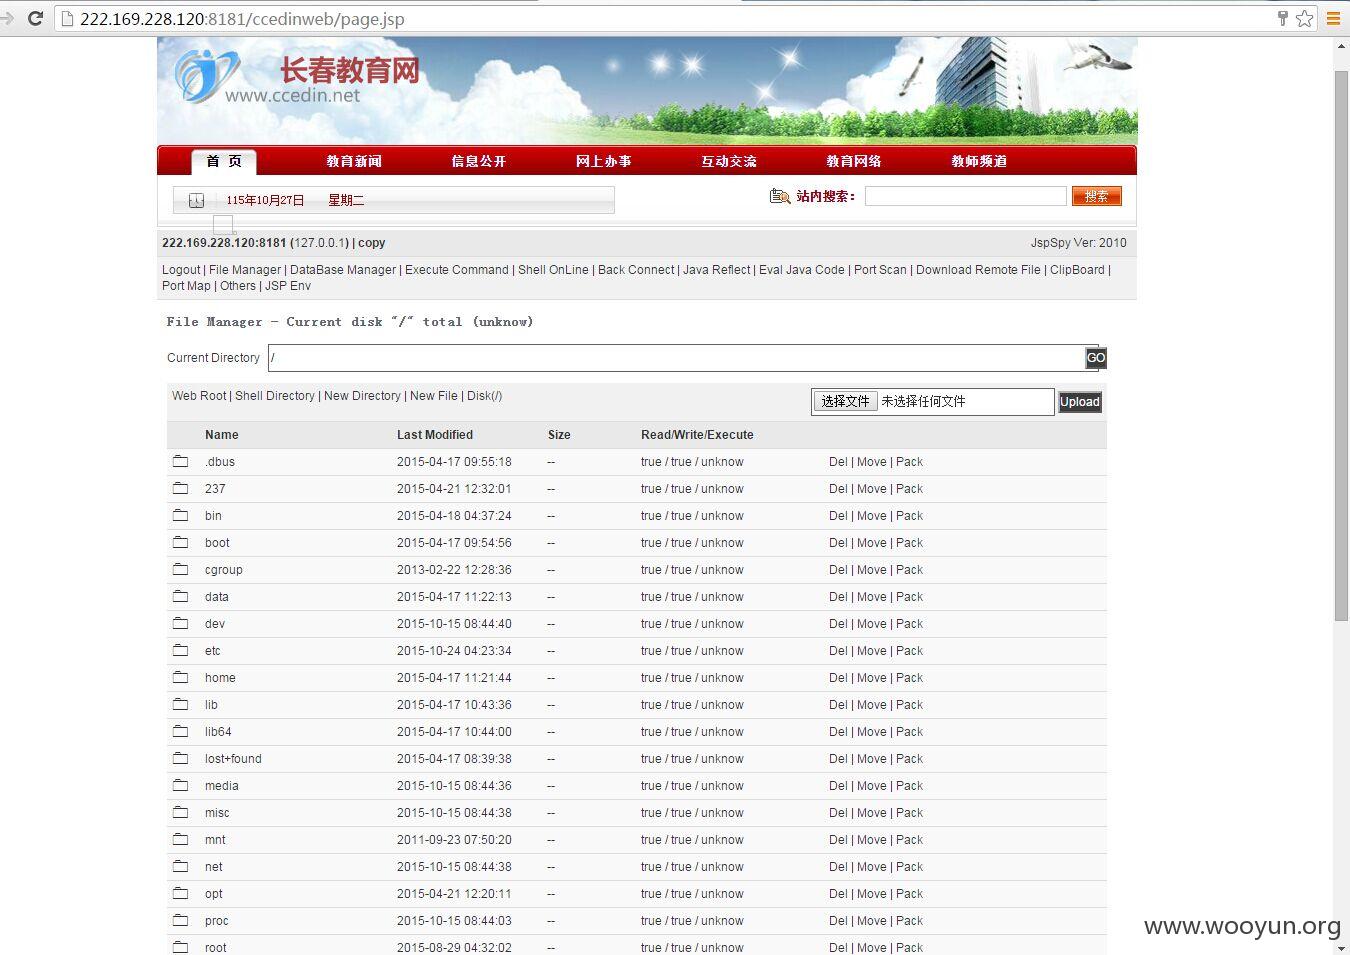 222.169.228.120:8181/ccedinweb/page.jsp
长春教育网
www.ccedin.net
首 页 教育新闻 信息公开 网上办事 互动交流 教育网络 教师频道
115年10月27日 星期二 站内搜索： 搜索
222.169.228.120:8181 (127.0.0.1) | copy JspSpy Ver: 2010
Logout | File Manager | DataBase Manager | Execute Command | Shell OnLine | Back Connect | Java Reflect | Eval Java Code | Port Scan | Download Remote File | ClipBoard |
Port Map | Others | JSP Env
File Manager - Current disk "/" total (unknow)
Current Directory / GO
Web Root | Shell Directory | New Directory | New File | Disk(/) 选择文件 未选择任何文件 Upload
Name Last Modified Size Read/Write/Execute
.dbus 2015-04-17 09:55:18 -- true / true / unknow Del | Move | Pack
237 2015-04-21 12:32:01 -- true / true / unknow Del | Move | Pack
bin 2015-04-18 04:37:24 -- true / true / unknow Del | Move | Pack
boot 2015-04-17 09:54:56 -- true / true / unknow Del | Move | Pack
cgroup 2013-02-22 12:28:36 -- true / true / unknow Del | Move | Pack
data 2015-04-17 11:22:13 -- true / true / unknow Del | Move | Pack
dev 2015-10-15 08:44:40 -- true / true / unknow Del | Move | Pack
etc 2015-10-24 04:23:34 -- true / true / unknow Del | Move | Pack
home 2015-04-17 11:21:44 -- true / true / unknow Del | Move | Pack
lib 2015-04-17 10:43:36 -- true / true / unknow Del | Move | Pack
lib64 2015-04-17 10:44:00 -- true / true / unknow Del | Move | Pack
lost+found 2015-04-17 08:39:38 -- true / true / unknow Del | Move | Pack
media 2015-10-15 08:44:36 -- true / true / unknow Del | Move | Pack
misc 2015-10-15 08:44:38 -- true / true / unknow Del | Move | Pack
mnt 2011-09-23 07:50:20 -- true / true / unknow Del | Move | Pack
net 2015-10-15 08:44:38 -- true / true / unknow Del | Move | Pack
opt 2015-04-21 12:20:11 -- true / true / unknow Del | Move | Pack
proc 2015-10-15 08:44:03 -- true / true / unknow Del | Move | Pack
root 2015-08-29 04:32:02 -- true / true / unknow Del | Move | Pack
www.wooyun.org